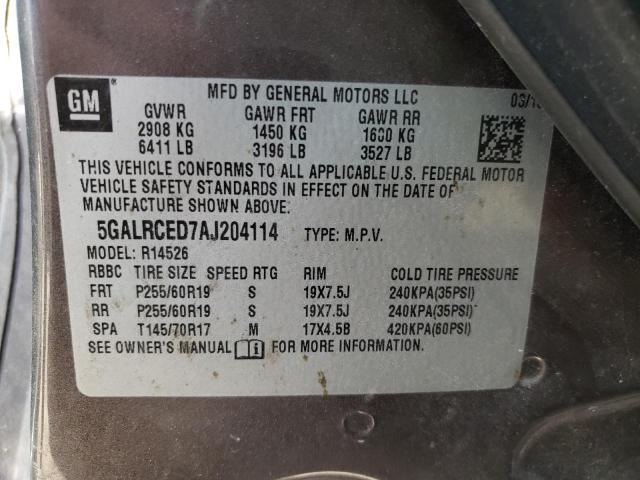 GM
MFD BY GENERAL MOTORS LLC
03/10
GVWR GAWR FRT GAWR RR
2908 KG 1450 KG 1600 KG
6411 LB 3196 LB 3527 LB
THIS VEHICLE CONFORMS TO ALL APPLICABLE U.S. FEDERAL MOTOR
VEHICLE SAFETY STANDARDS IN EFFECT ON THE DATE OF
MANUFACTURE SHOWN ABOVE.
5GALRCED7AJ204114 TYPE: M.P.V.
MODEL: R14526
RBBC TIRE SIZE SPEED RTG RIM COLD TIRE PRESSURE
FRT P255/60R19 S 19X7.5J 240KPA(35PSI)
RR P255/60R19 S 19X7.5J 240KPA(35PSI)
SPA T145/70R17 M 17X4.5B 420KPA(60PSI)
SEE OWNER'S MANUAL FOR MORE INFORMATION.